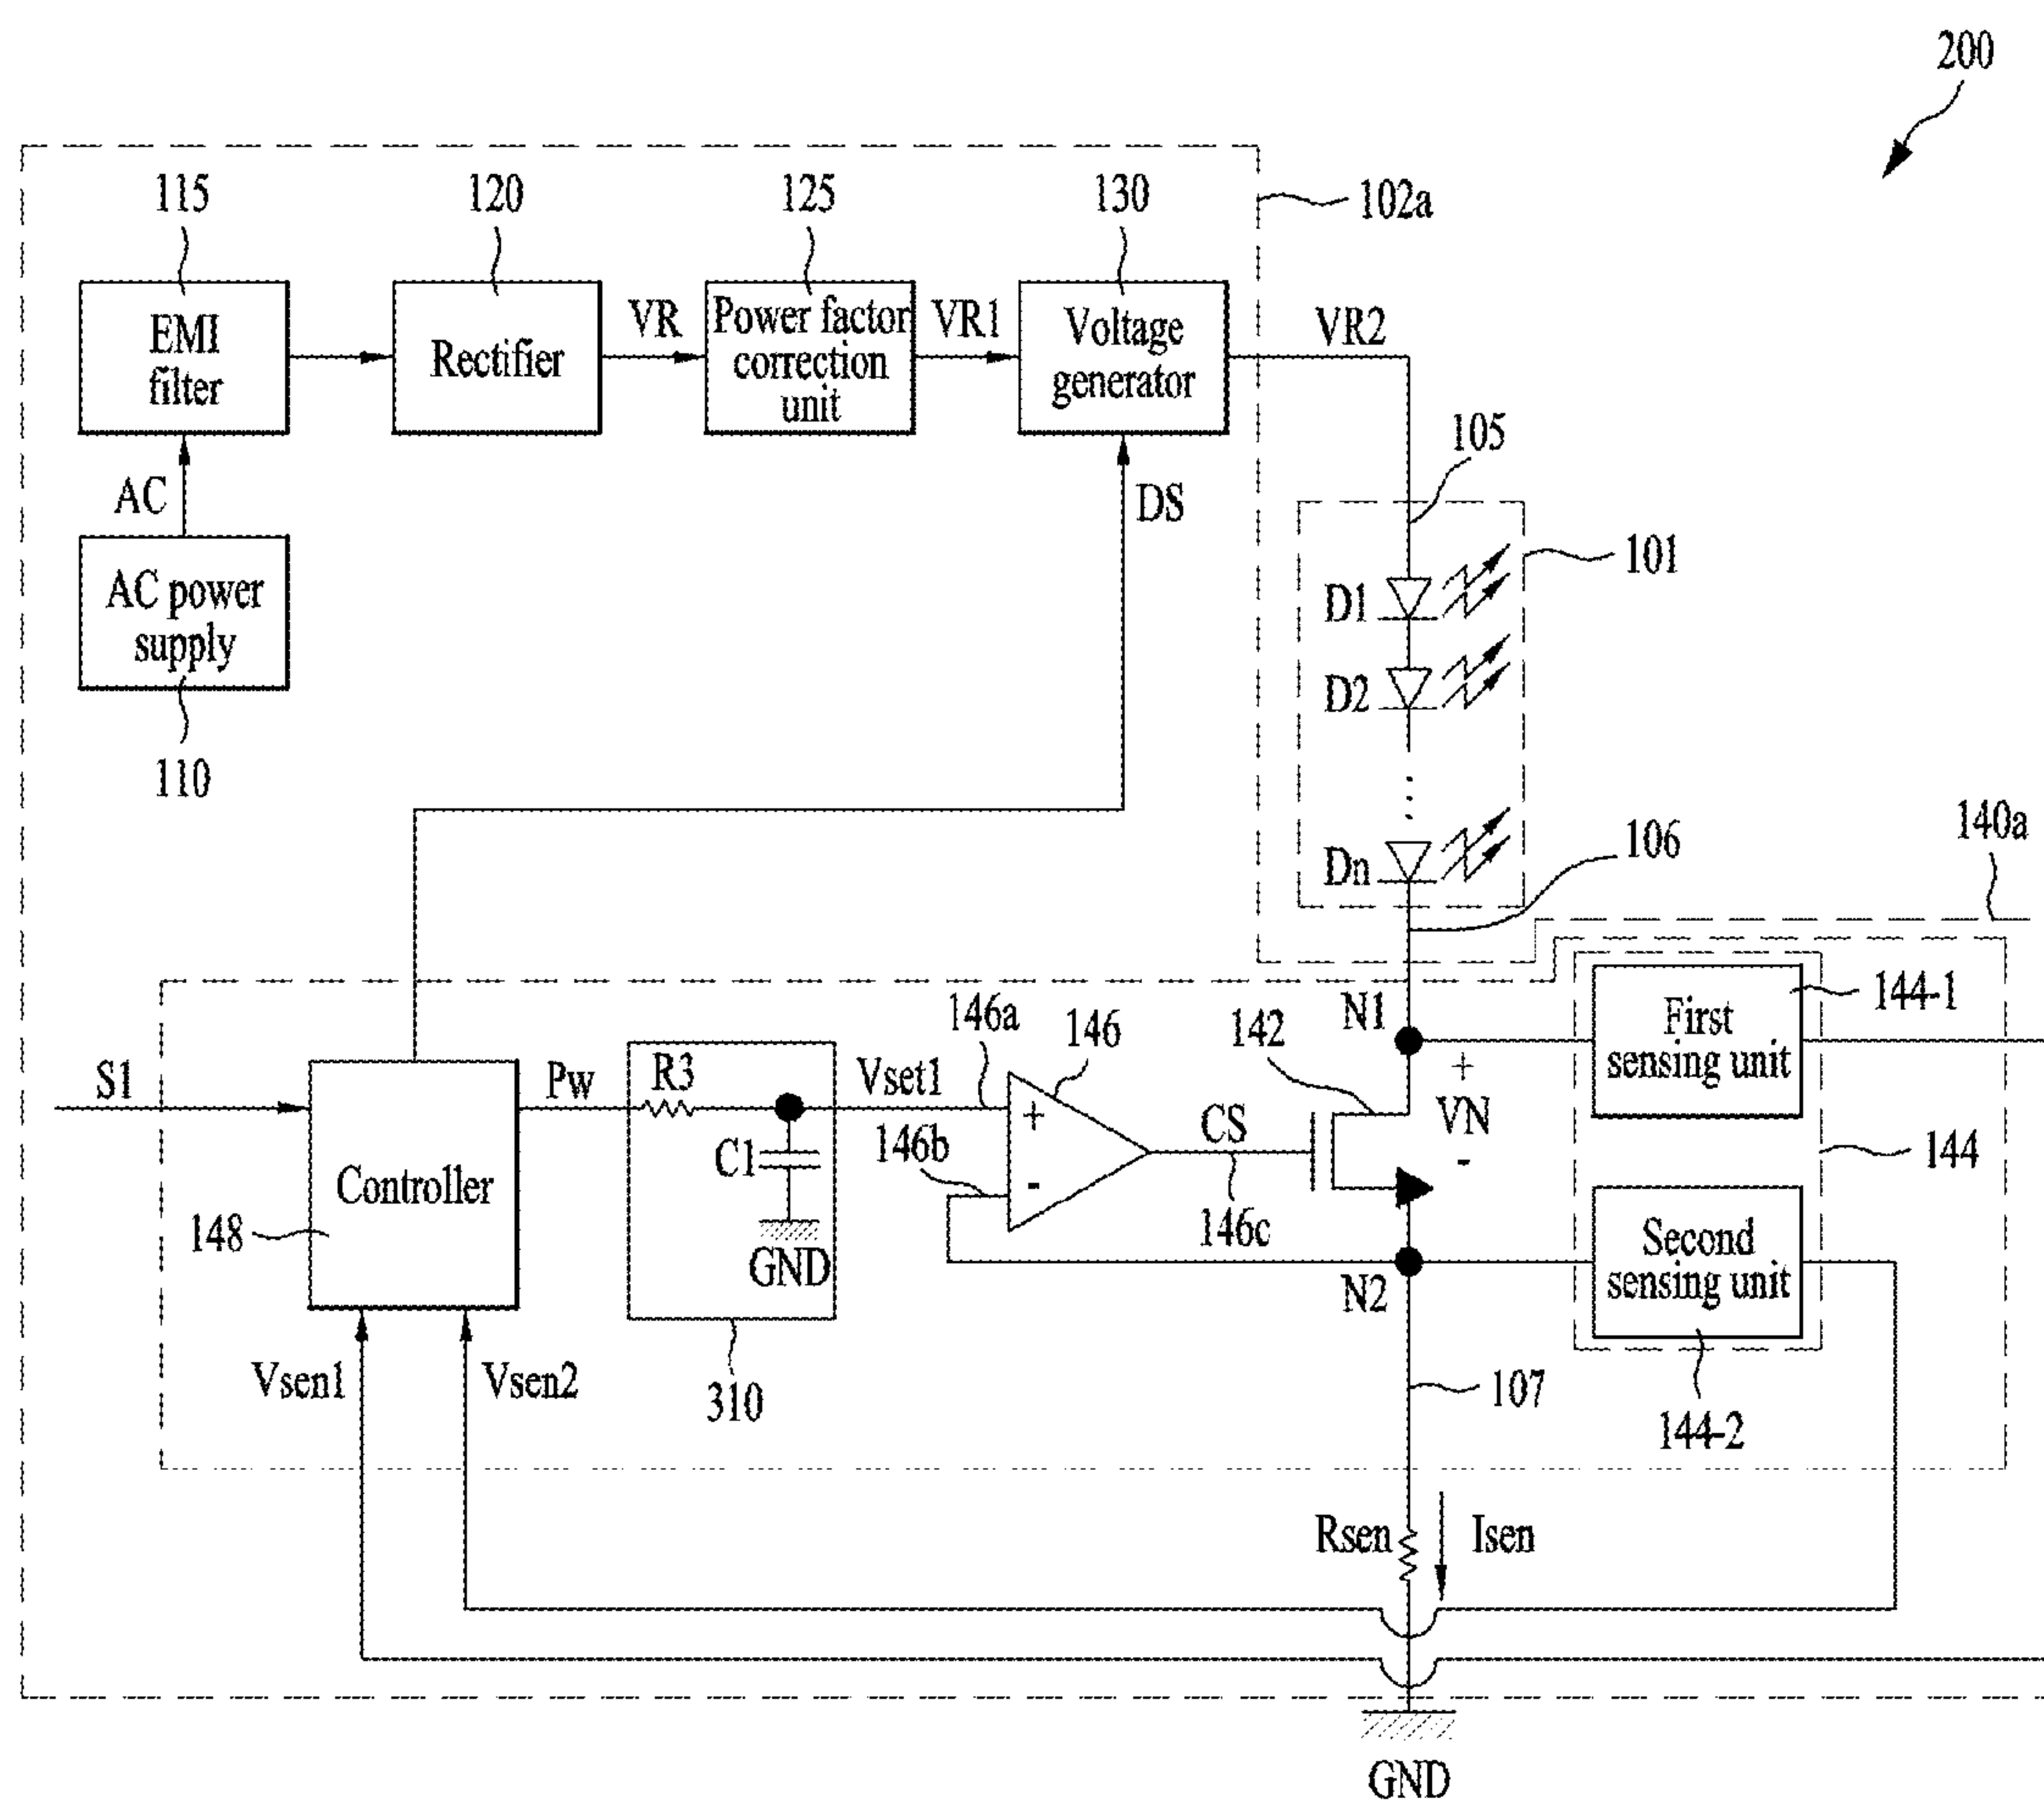 200
115
120
125
130
102a
EMI
filter
Rectifier
VR
Power factor
correction
unit
VR1
Voltage
generator
VR2
AC
DS
105
101
AC power
supply
110
D1
D2
Dn
106
140a
N1
First
sensing unit
144-1
146a
146
142
S1
Pw
R3
Vset1
+
+
VN
-
CS
146b
C1
-
144
Controller
148
GND
146c
N2
Second
sensing unit
Vsen1
Vsen2
310
107
144-2
Rsen
Isen
GND